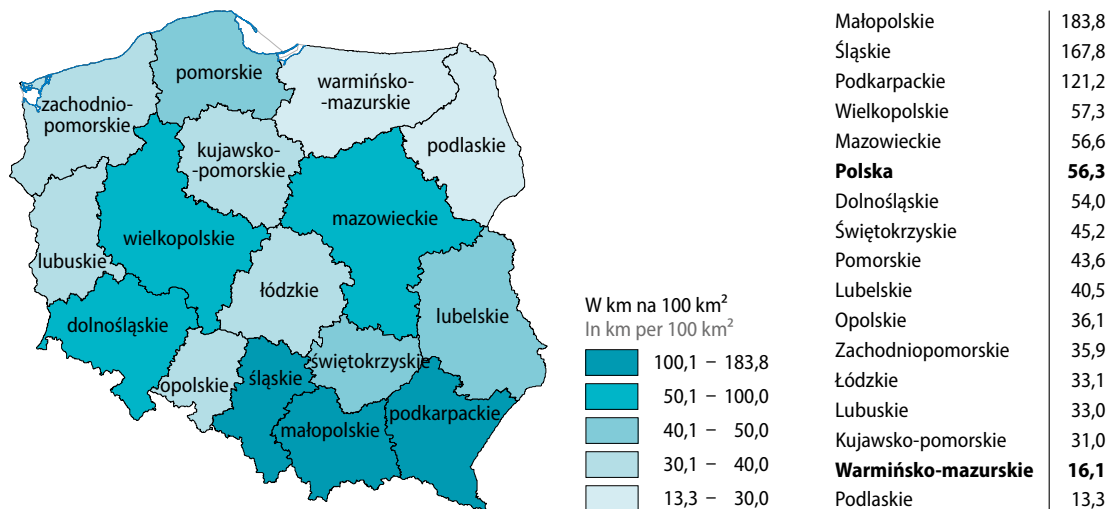 pomorskie
warmińsko-
-mazurskie
zachodnio-
pomorskie
podlaskie
kujawsko-
-pomorskie
mazowieckie
wielkopolskie
lubuskie
łódzkie
lubelskie
dolnośląskie
opolskie
śląskie
świętokrzyskie
podkarpackie
małopolskie
W km na 100 km²
In km per 100 km²
100,1 – 183,8
50,1 – 100,0
40,1 – 50,0
30,1 – 40,0
13,3 – 30,0
Małopolskie 183,8
Śląskie 167,8
Podkarpackie 121,2
Wielkopolskie 57,3
Mazowieckie 56,6
Polska 56,3
Dolnośląskie 54,0
Świętokrzyskie 45,2
Pomorskie 43,6
Lubelskie 40,5
Opolskie 36,1
Zachodniopomorskie 35,9
Łódzkie 33,1
Lubuskie 33,0
Kujawsko-pomorskie 31,0
Warmińsko-mazurskie 16,1
Podlaskie 13,3